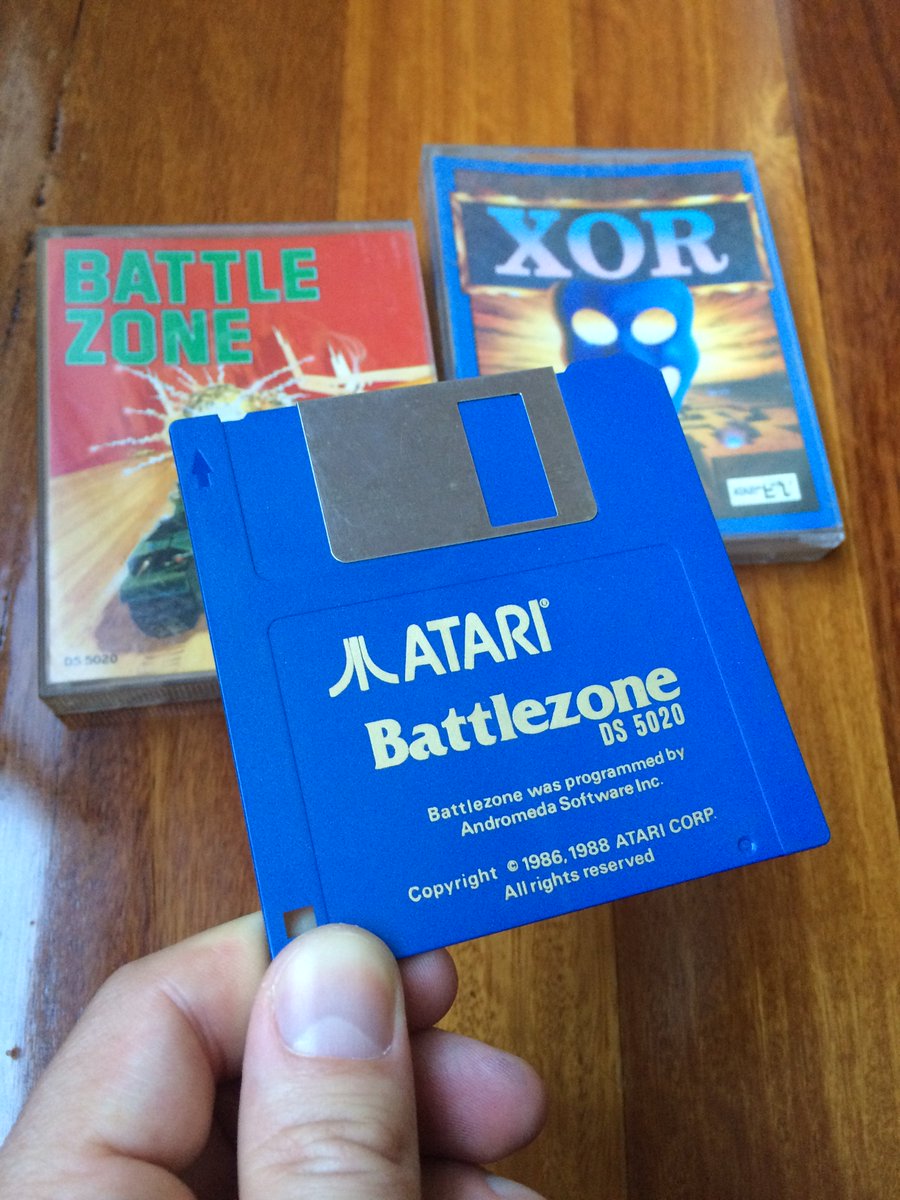 BATTLE
ZONE
DS 5020
XOR
ATARI®
Battlezone
DS 5020
Battlezone was programmed by
Andromeda Software Inc.
Copyright © 1986, 1988 ATARI CORP.
All rights reserved